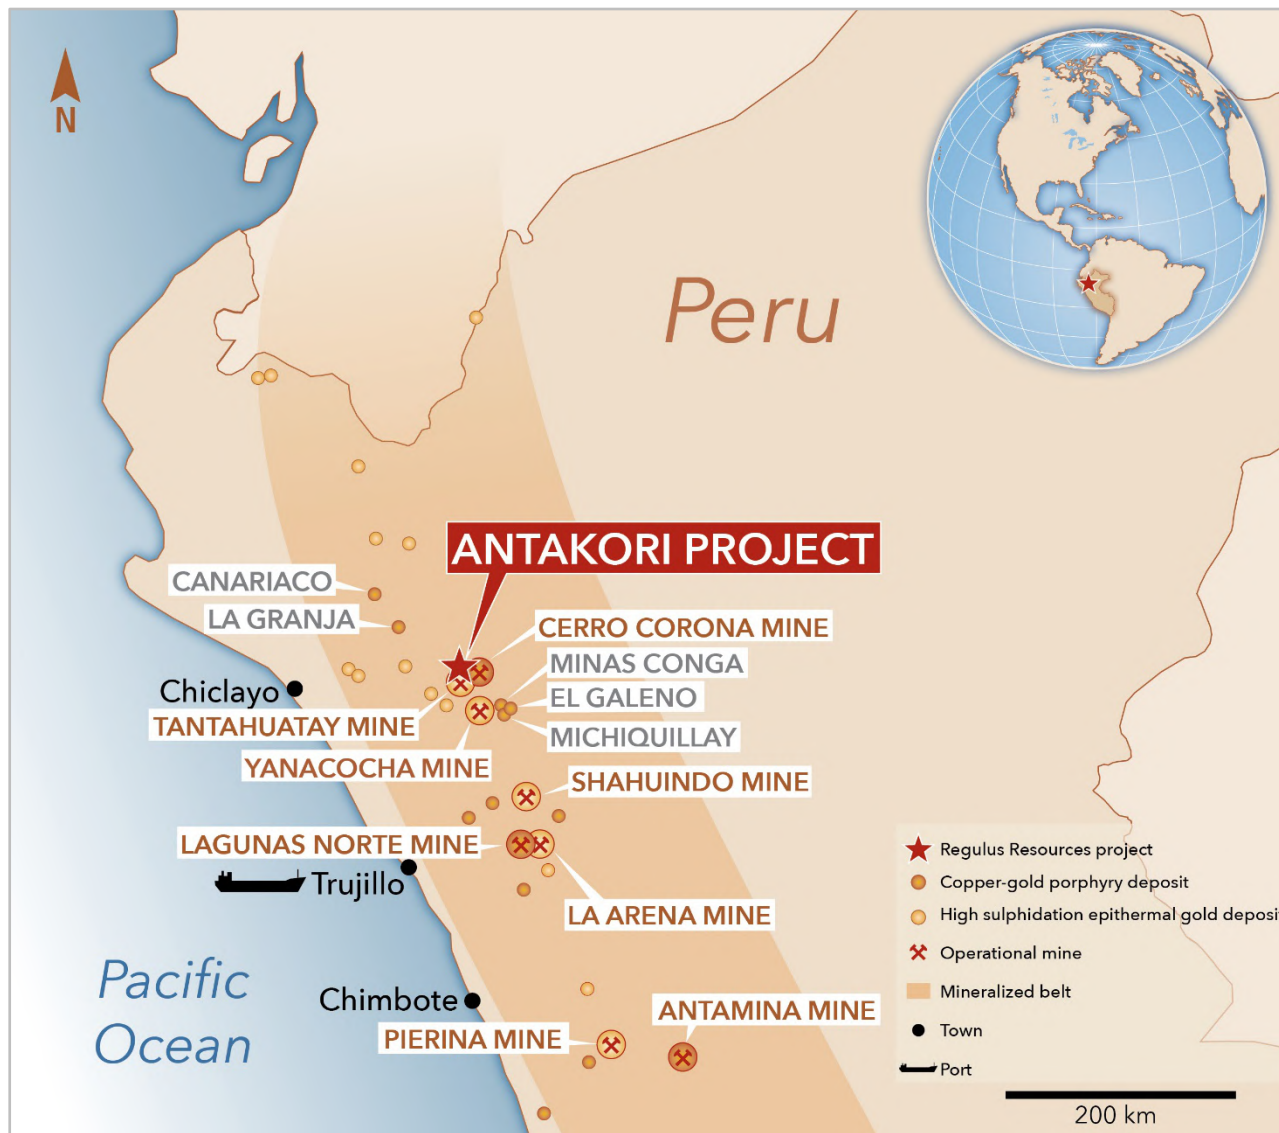 N
Peru
ANTAKORI PROJECT
CANARIACO
LA GRANJA
CERRO CORONA MINE
MINAS CONGA
Chiclayo
EL GALENO
TANTAHUATAY MINE
MICHIQUILLAY
YANACOCHA MINE
SHAHUINDO MINE
LAGUNAS NORTE MINE
Trujillo
LA ARENA MINE
Pacific
Ocean
Chimbote
ANTAMINA MINE
PIERINA MINE
Regulus Resources project
Copper-gold porphyry deposit
High sulphidation epithermal gold deposit
Operational mine
Mineralized belt
Town
Port
200 km